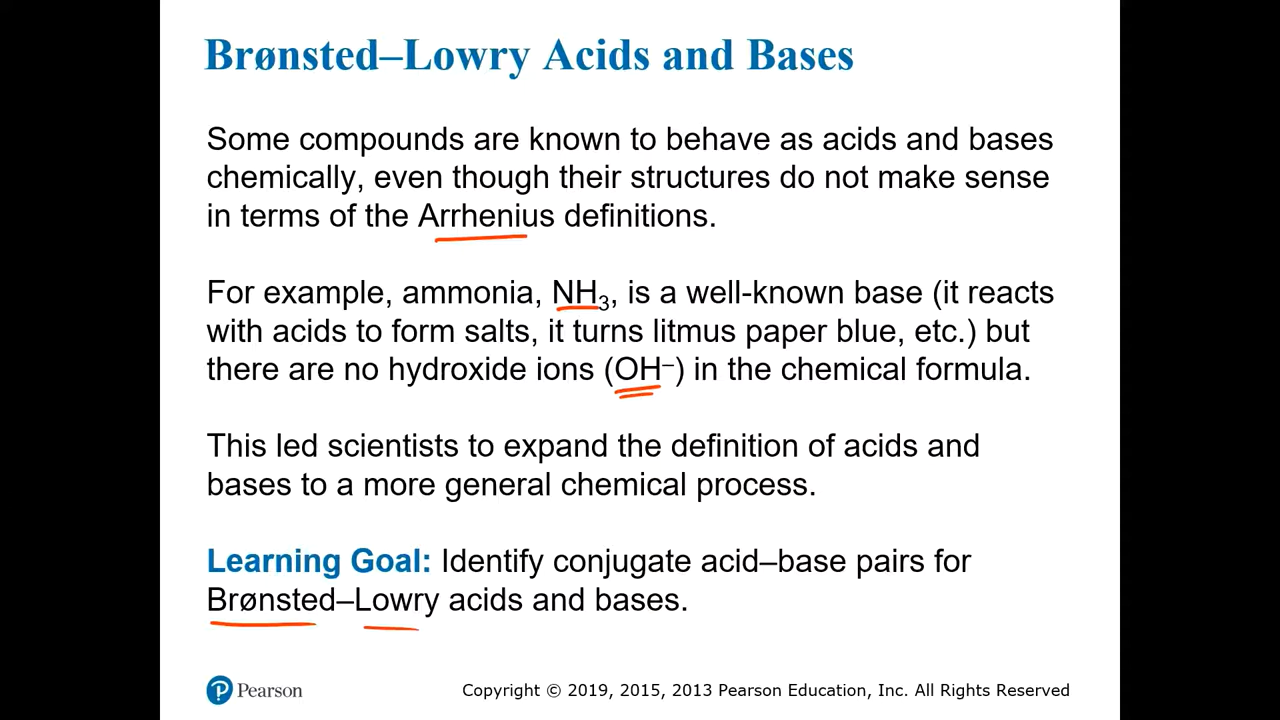 Brønsted–Lowry Acids and Bases
Some compounds are known to behave as acids and bases
chemically, even though their structures do not make sense
in terms of the Arrhenius definitions.
For example, ammonia, NH₃, is a well-known base (it reacts
with acids to form salts, it turns litmus paper blue, etc.) but
there are no hydroxide ions (OH⁻) in the chemical formula.
This led scientists to expand the definition of acids and
bases to a more general chemical process.
Learning Goal: Identify conjugate acid–base pairs for
Brønsted–Lowry acids and bases.
P Pearson
Copyright © 2019, 2015, 2013 Pearson Education, Inc. All Rights Reserved